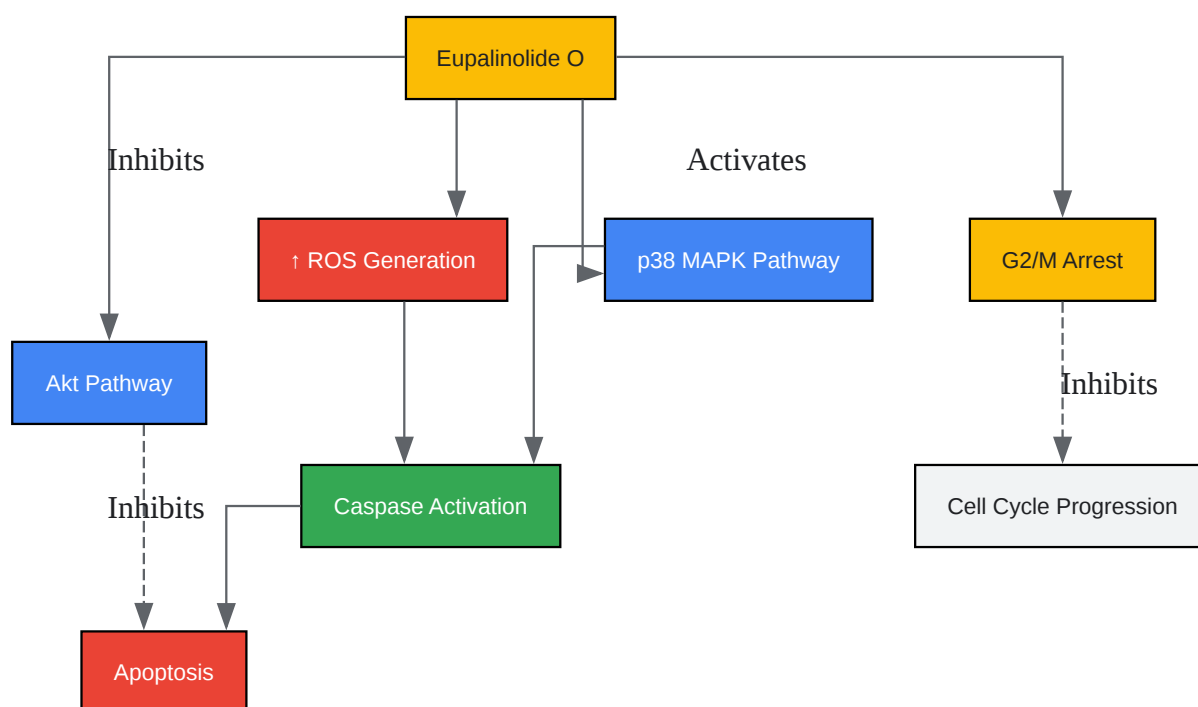 Eupalinolide O
Inhibits
Activates
↑ ROS Generation
p38 MAPK Pathway
G2/M Arrest
Akt Pathway
Inhibits
Inhibits
Caspase Activation
Cell Cycle Progression
Apoptosis